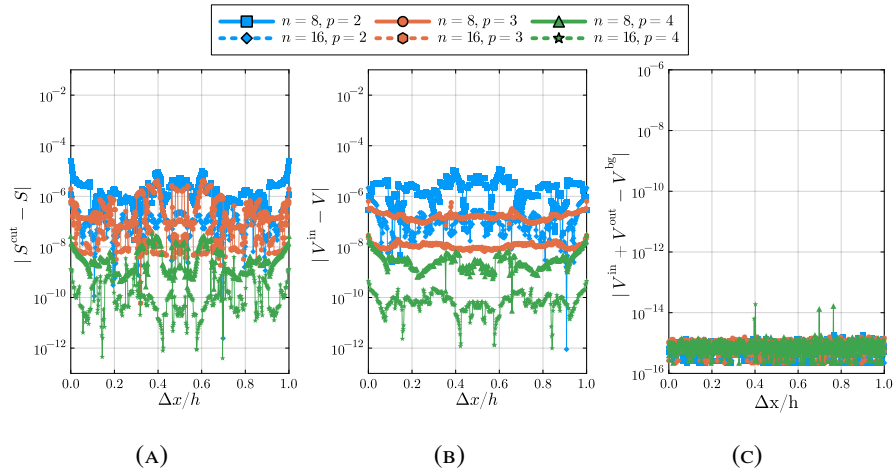 n = 8, p = 2 n = 8, p = 3 n = 8, p = 4
n = 16, p = 2 n = 16, p = 3 n = 16, p = 4
|S^cut − S|
10^−2
10^−4
10^−6
10^−8
10^−10
10^−12
0.0 0.2 0.4 0.6 0.8 1.0
Δx/h
(A)
|V^in − V|
10^−2
10^−4
10^−6
10^−8
10^−10
10^−12
0.0 0.2 0.4 0.6 0.8 1.0
Δx/h
(B)
|V^in + V^out − V^bg|
10^−6
10^−8
10^−10
10^−12
10^−14
10^−16
0.0 0.2 0.4 0.6 0.8 1.0
Δx/h
(C)